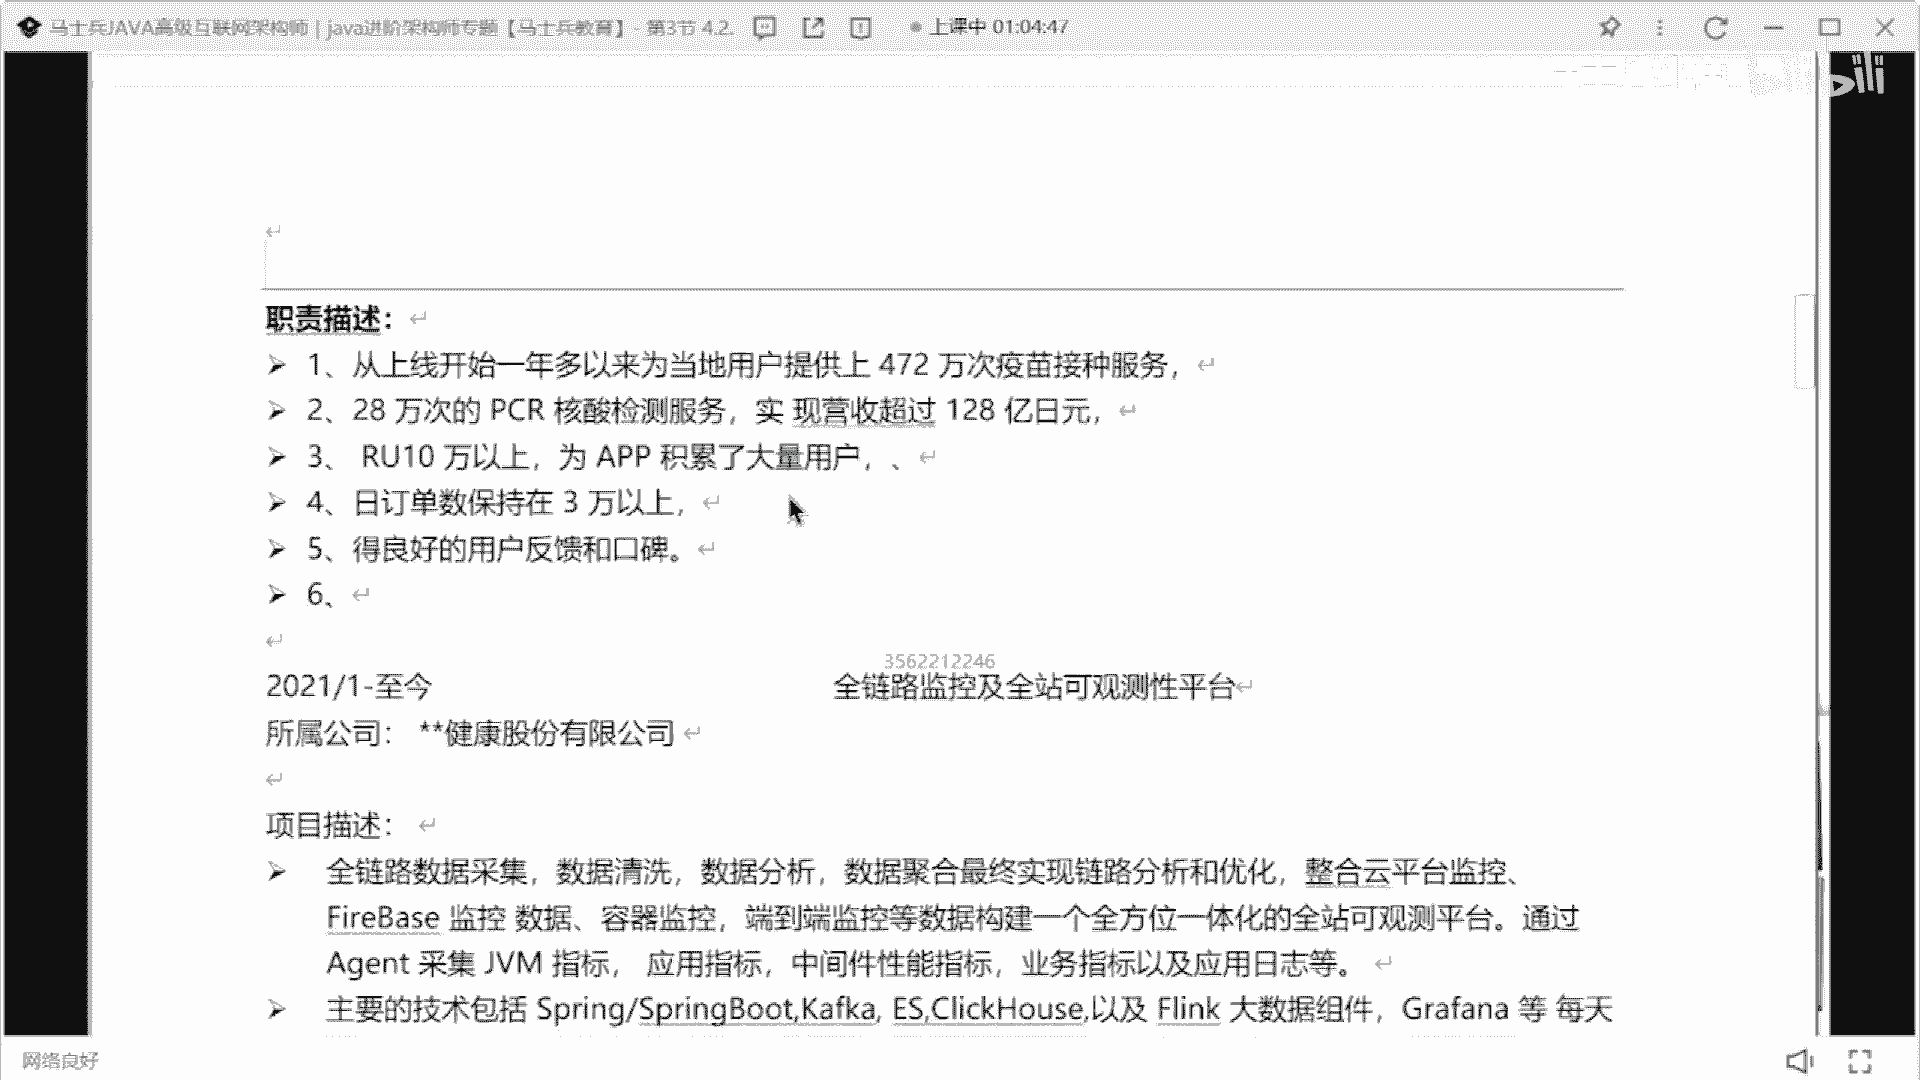 马士兵JAVA高级互联网架构师 | java进阶架构师专题【马士兵教育】 - 第3节 4.2.
上课中 01:04:47
职责描述：
➢ 1、从上线开始一年多以来为当地用户提供上 472 万次疫苗接种服务，
➢ 2、28 万次的 PCR 核酸检测服务，实 现营收超过 128 亿日元，
➢ 3、 RU10 万以上，为 APP 积累了大量用户，、
➢ 4、日订单数保持在 3 万以上，
➢ 5、得良好的用户反馈和口碑。
➢ 6、
3562212246
2021/1-至今 全链路监控及全站可观测性平台
所属公司： **健康股份有限公司
项目描述：
➢ 全链路数据采集，数据清洗，数据分析，数据聚合最终实现链路分析和优化，整合云平台监控、
FireBase 监控 数据、容器监控，端到端监控等数据构建一个全方位一体化的全站可观测平台。通过
Agent 采集 JVM 指标， 应用指标，中间件性能指标，业务指标以及应用日志等。
➢ 主要的技术包括 Spring/SpringBoot,Kafka, ES,ClickHouse,以及 Flink 大数据组件，Grafana 等 每天
网络良好